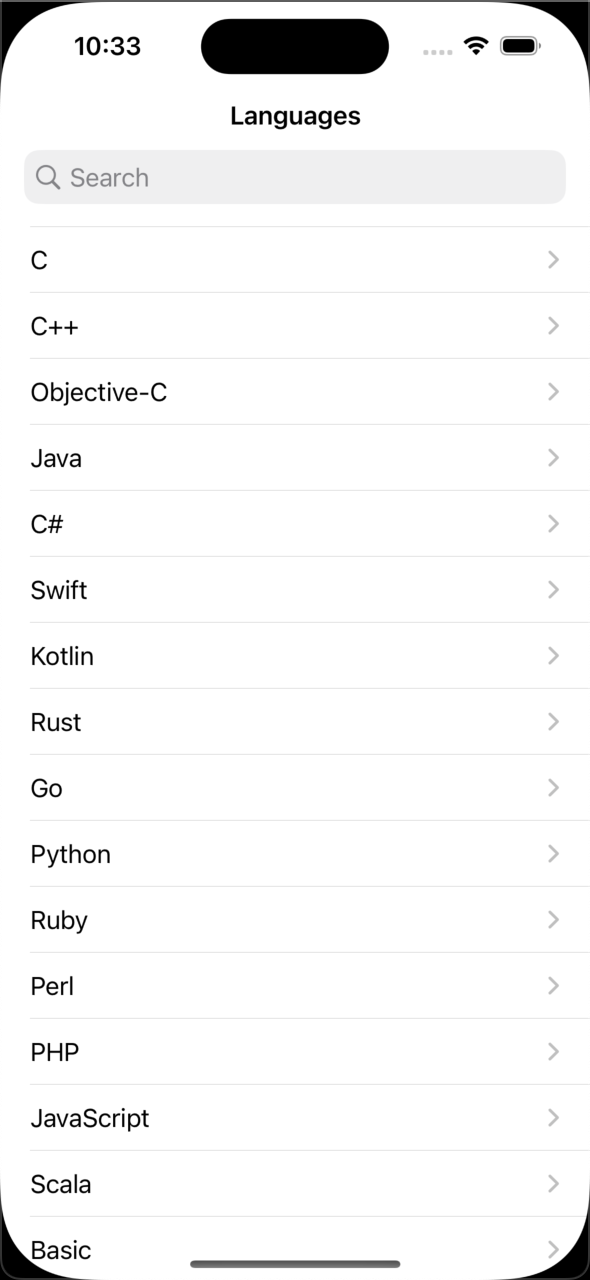 10:33
Languages
Search
C
C++
Objective-C
Java
C#
Swift
Kotlin
Rust
Go
Python
Ruby
Perl
PHP
JavaScript
Scala
Basic